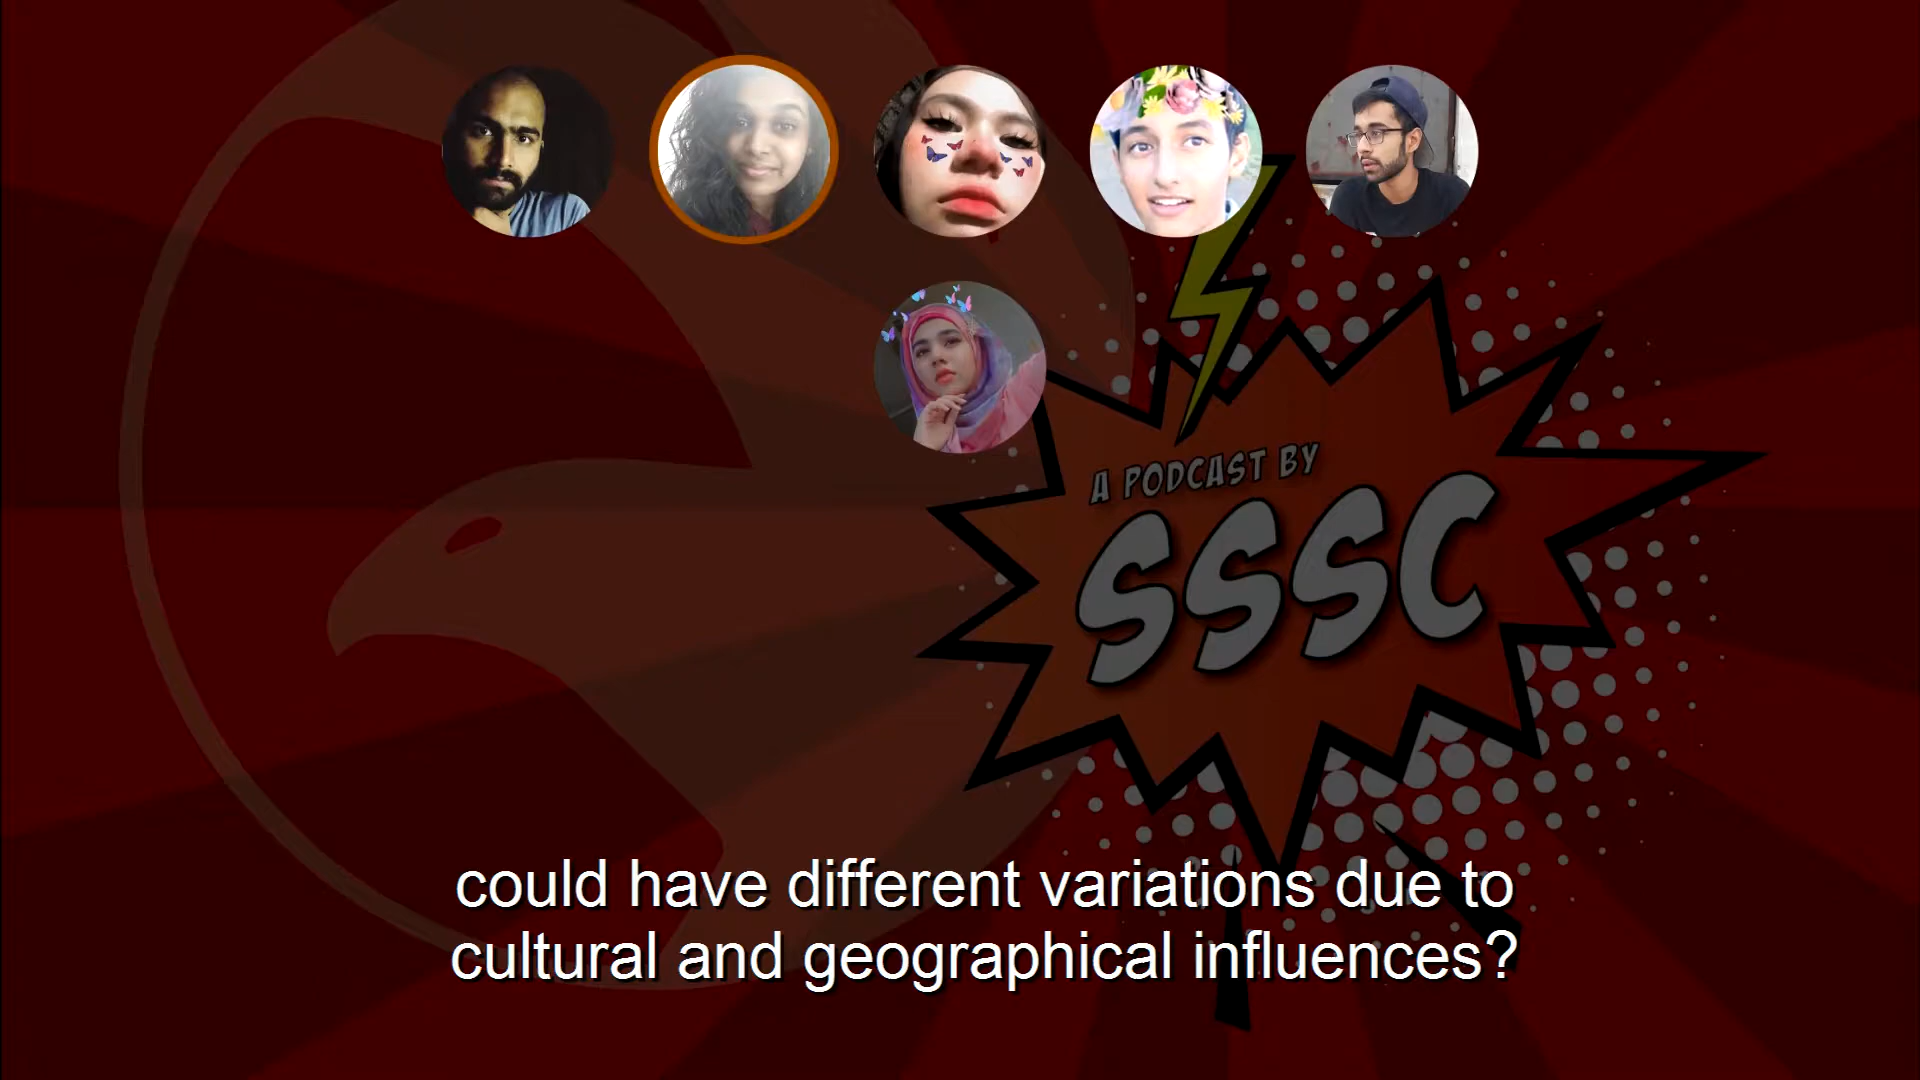 A PODCAST BY
SSSC
could have different variations due to
cultural and geographical influences?